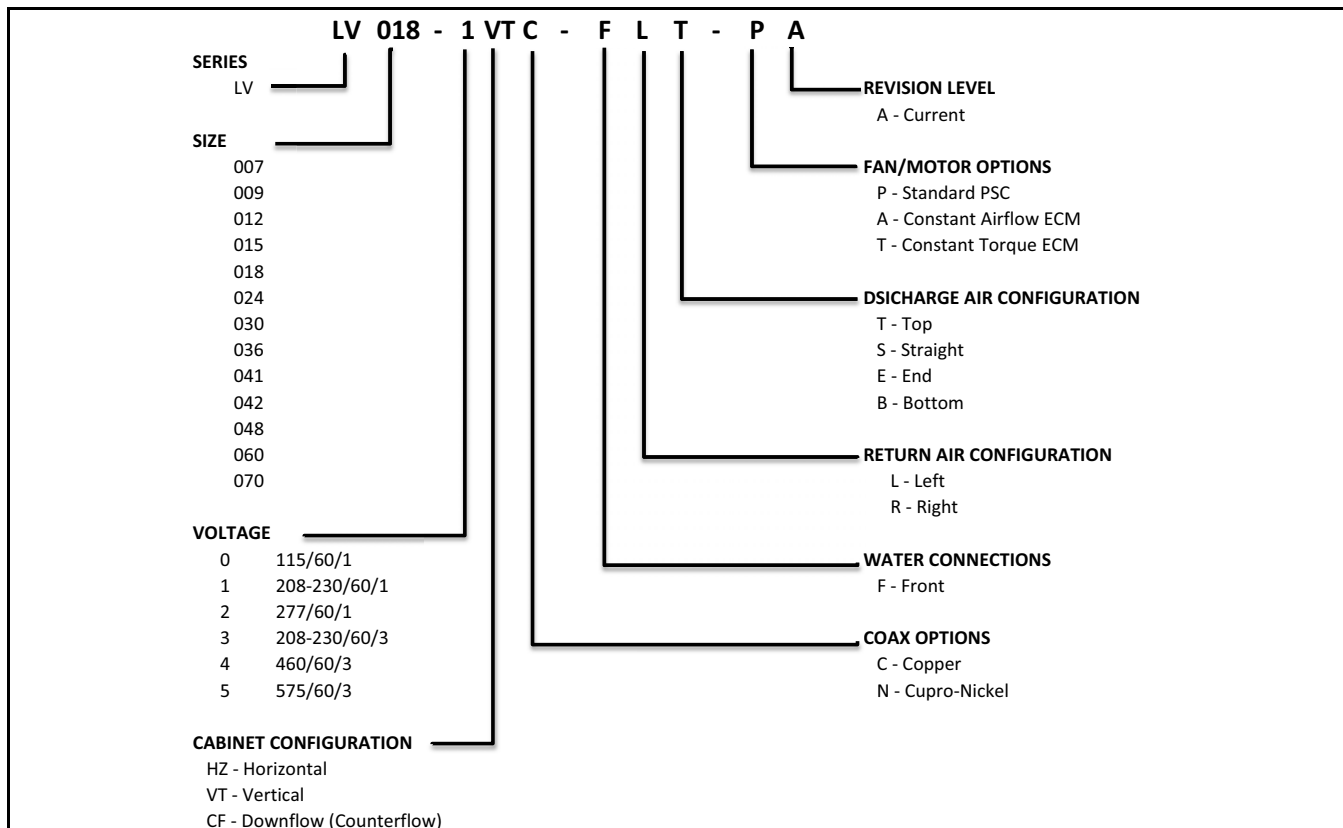 LV 018 - 1 VT C - F L T - P A
SERIES
LV
SIZE
007
009
012
015
018
024
030
036
041
042
048
060
070
VOLTAGE
0 115/60/1
1 208-230/60/1
2 277/60/1
3 208-230/60/3
4 460/60/3
5 575/60/3
CABINET CONFIGURATION
HZ - Horizontal
VT - Vertical
CF - Downflow (Counterflow)
REVISION LEVEL
A - Current
FAN/MOTOR OPTIONS
P - Standard PSC
A - Constant Airflow ECM
T - Constant Torque ECM
DSICHARGE AIR CONFIGURATION
T - Top
S - Straight
E - End
B - Bottom
RETURN AIR CONFIGURATION
L - Left
R - Right
WATER CONNECTIONS
F - Front
COAX OPTIONS
C - Copper
N - Cupro-Nickel